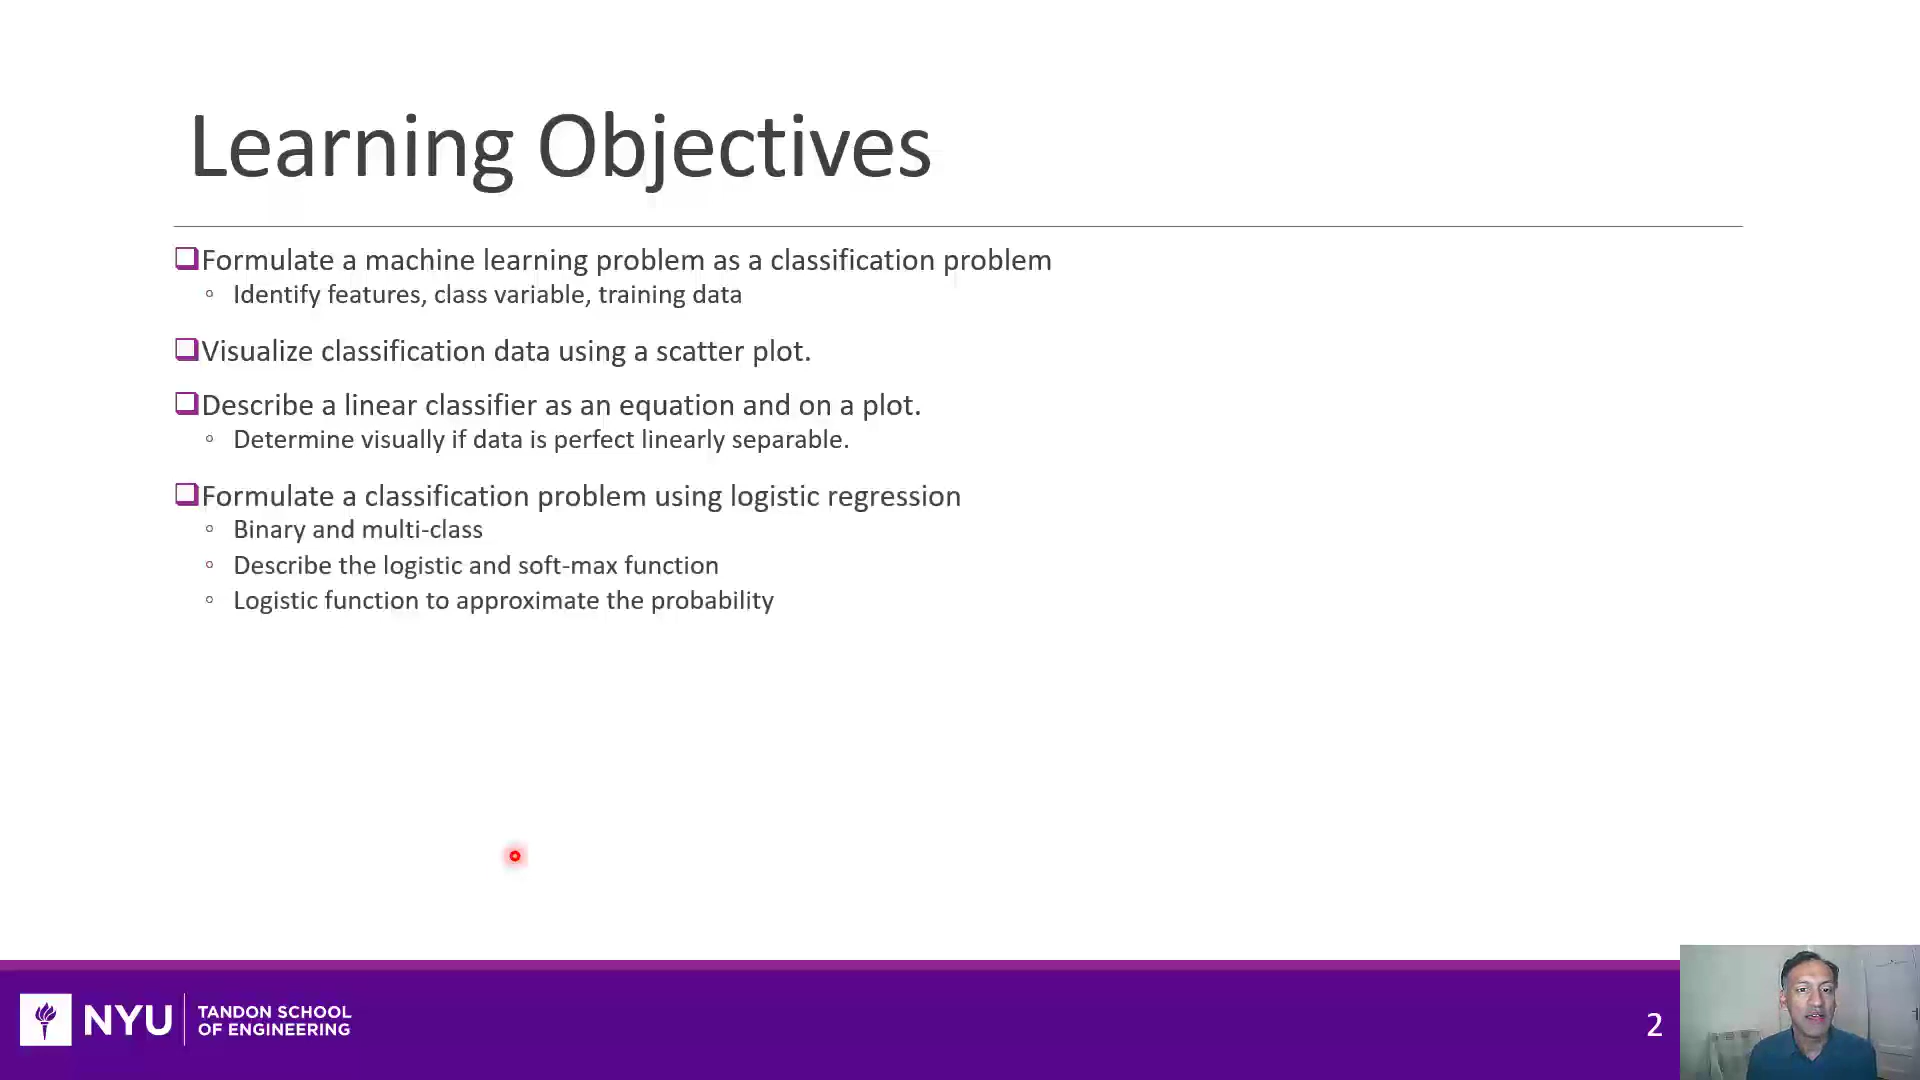 Learning Objectives
Formulate a machine learning problem as a classification problem
Identify features, class variable, training data
Visualize classification data using a scatter plot.
Describe a linear classifier as an equation and on a plot.
Determine visually if data is perfect linearly separable.
Formulate a classification problem using logistic regression
Binary and multi-class
Describe the logistic and soft-max function
Logistic function to approximate the probability
NYU
TANDON SCHOOL
OF ENGINEERING
2